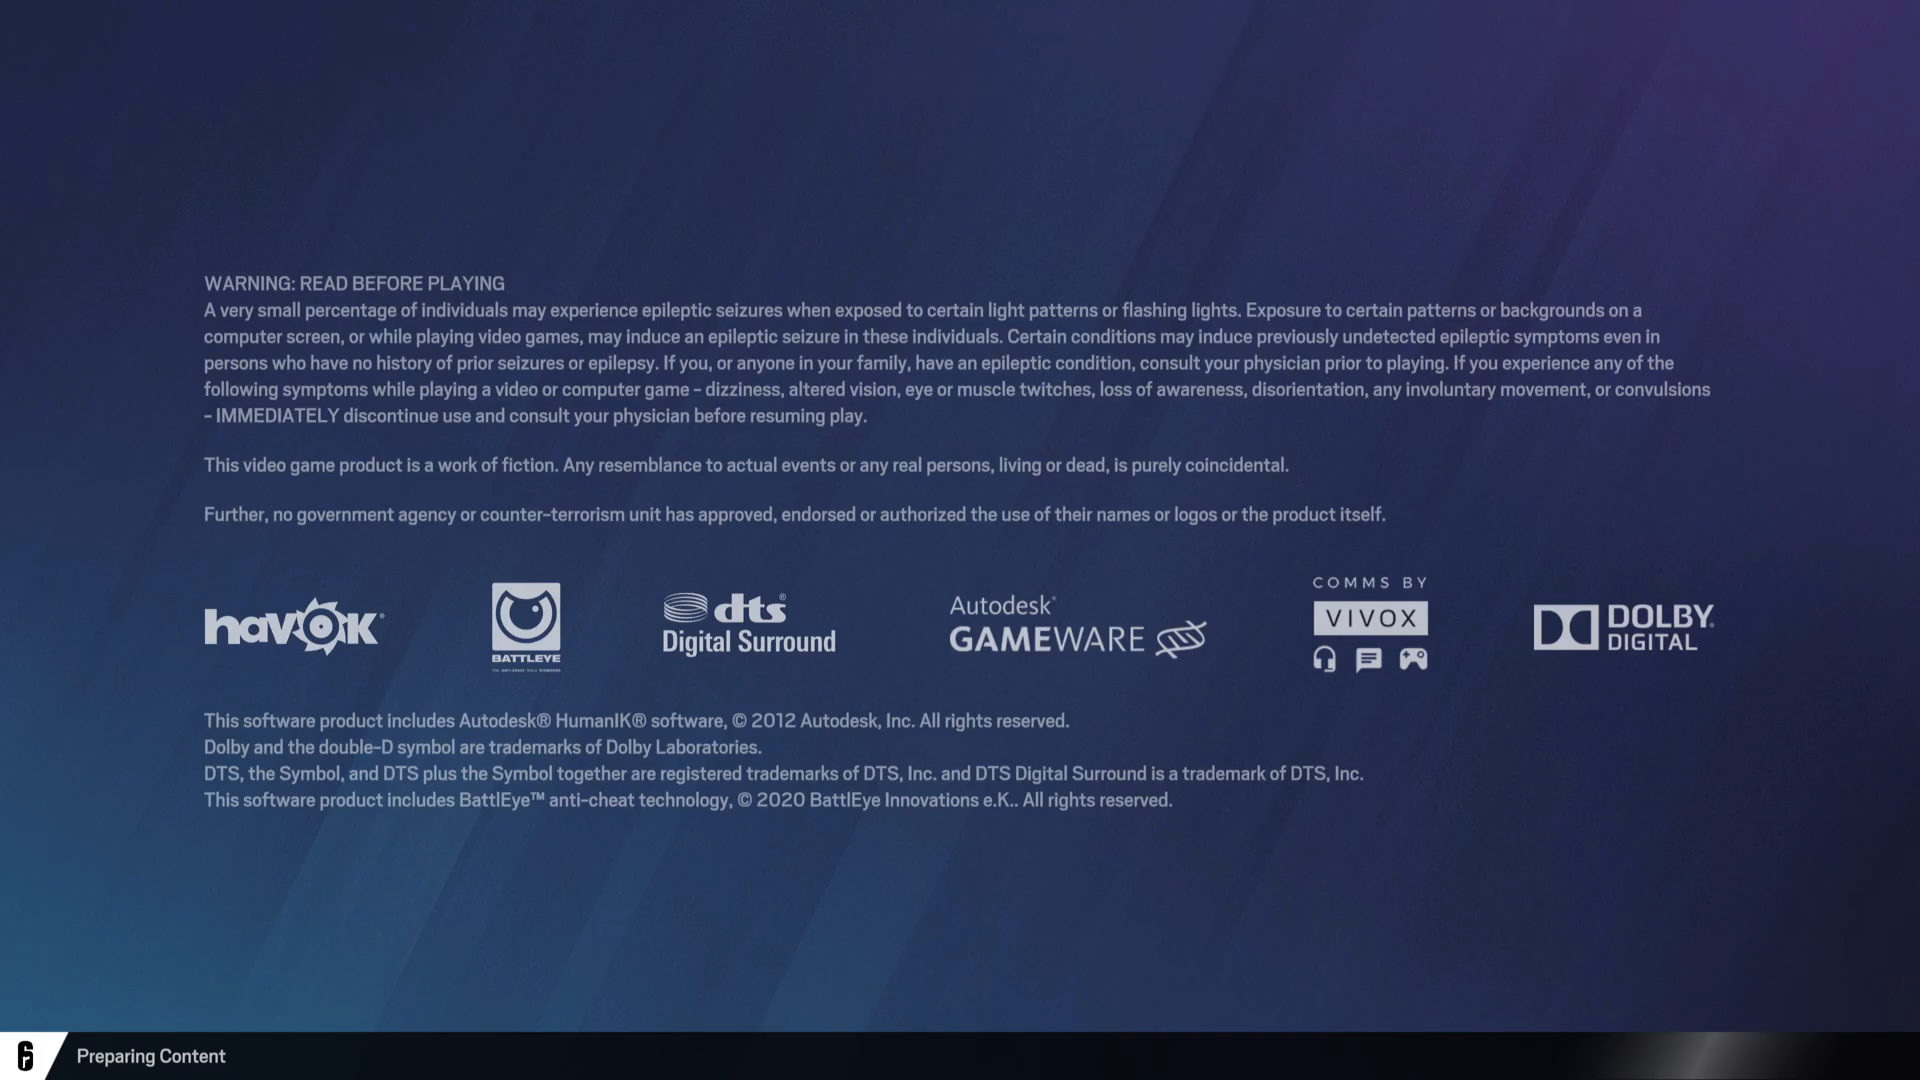 WARNING: READ BEFORE PLAYING
A very small percentage of individuals may experience epileptic seizures when exposed to certain light patterns or flashing lights. Exposure to certain patterns or backgrounds on a
computer screen, or while playing video games, may induce an epileptic seizure in these individuals. Certain conditions may induce previously undetected epileptic symptoms even in
persons who have no history of prior seizures or epilepsy. If you, or anyone in your family, have an epileptic condition, consult your physician prior to playing. If you experience any of the
following symptoms while playing a video or computer game - dizziness, altered vision, eye or muscle twitches, loss of awareness, disorientation, any involuntary movement, or convulsions
- IMMEDIATELY discontinue use and consult your physician before resuming play.
This video game product is a work of fiction. Any resemblance to actual events or any real persons, living or dead, is purely coincidental.
Further, no government agency or counter-terrorism unit has approved, endorsed or authorized the use of their names or logos or the product itself.
havok
BATTLEYE
dts®
Digital Surround
Autodesk®
GAMEWARE
COMMS BY
VIVOX
DOLBY®
DIGITAL
This software product includes Autodesk® HumanIK® software, © 2012 Autodesk, Inc. All rights reserved.
Dolby and the double-D symbol are trademarks of Dolby Laboratories.
DTS, the Symbol, and DTS plus the Symbol together are registered trademarks of DTS, Inc. and DTS Digital Surround is a trademark of DTS, Inc.
This software product includes BattlEye™ anti-cheat technology, © 2020 BattlEye Innovations e.K.. All rights reserved.
6
Preparing Content